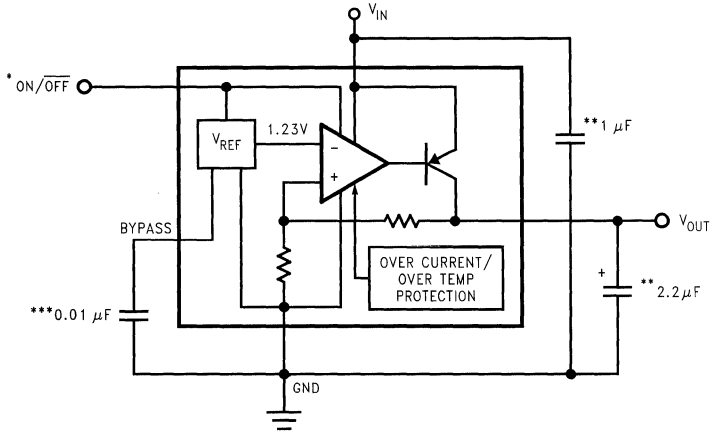 V_IN
* ON/O̅F̅F̅
V_REF
1.23V
−
+
**1 μF
BYPASS
V_OUT
OVER CURRENT/
OVER TEMP
PROTECTION
+
**2.2μF
***0.01 μF
GND